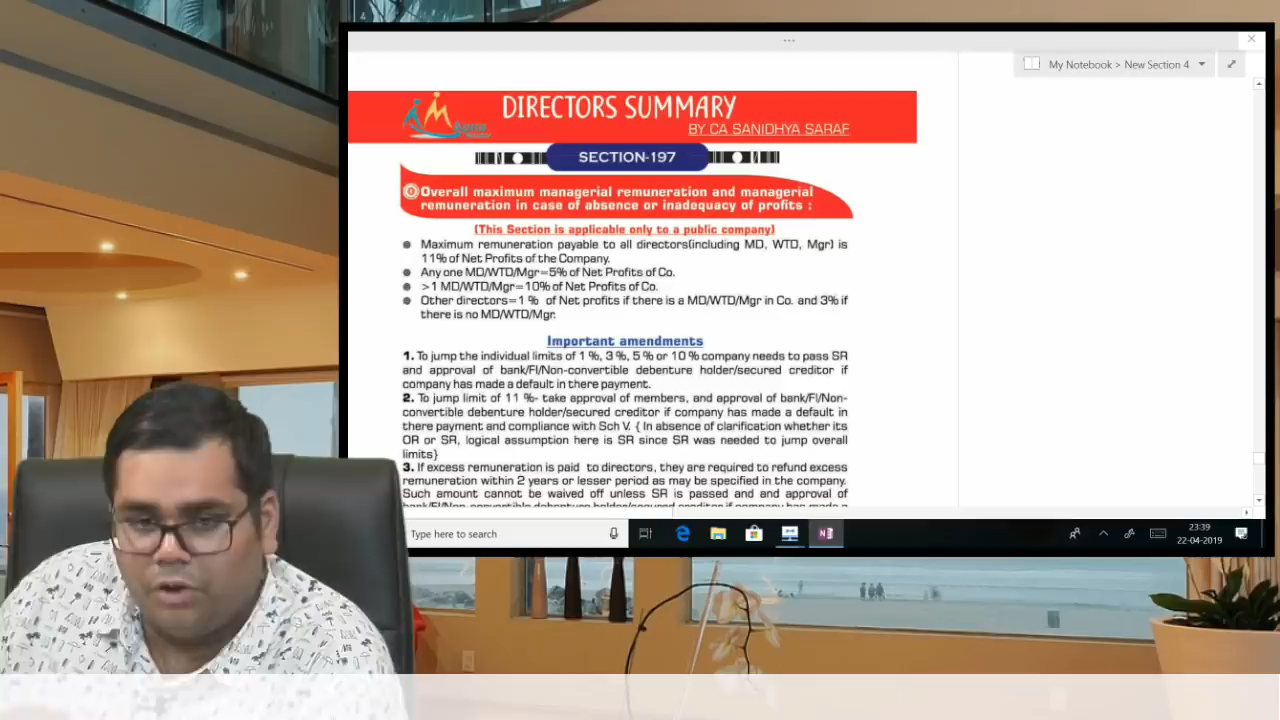 My Notebook > New Section 4
DIRECTORS SUMMARY
BY CA SANIDHYA SARAF
SECTION-197
Overall maximum managerial remuneration and managerial
remuneration in case of absence or inadequacy of profits :
(This Section is applicable only to a public company)
Maximum remuneration payable to all directors(including MD, WTD, Mgr) is
11% of Net Profits of the Company.
Any one MD/WTD/Mgr=5% of Net Profits of Co.
>1 MD/WTD/Mgr=10% of Net Profits of Co.
Other directors=1 % of Net profits if there is a MD/WTD/Mgr in Co. and 3% if
there is no MD/WTD/Mgr.
Important amendments
1. To jump the individual limits of 1 %, 3 %, 5 % or 10 % company needs to pass SR
and approval of bank/FI/Non-convertible debenture holder/secured creditor if
company has made a default in there payment.
2. To jump limit of 11 %- take approval of members, and approval of bank/FI/Non-
convertible debenture holder/secured creditor if company has made a default in
there payment and compliance with Sch V. { In absence of clarification whether its
OR or SR, logical assumption here is SR since SR was needed to jump overall
limits}
3. If excess remuneration is paid to directors, they are required to refund excess
remuneration within 2 years or lesser period as may be specified in the company.
Such amount cannot be waived off unless SR is passed and and approval of
bank/FI/Non-convertible debenture holder/secured creditor if company has made a
Type here to search
23:39
22-04-2019